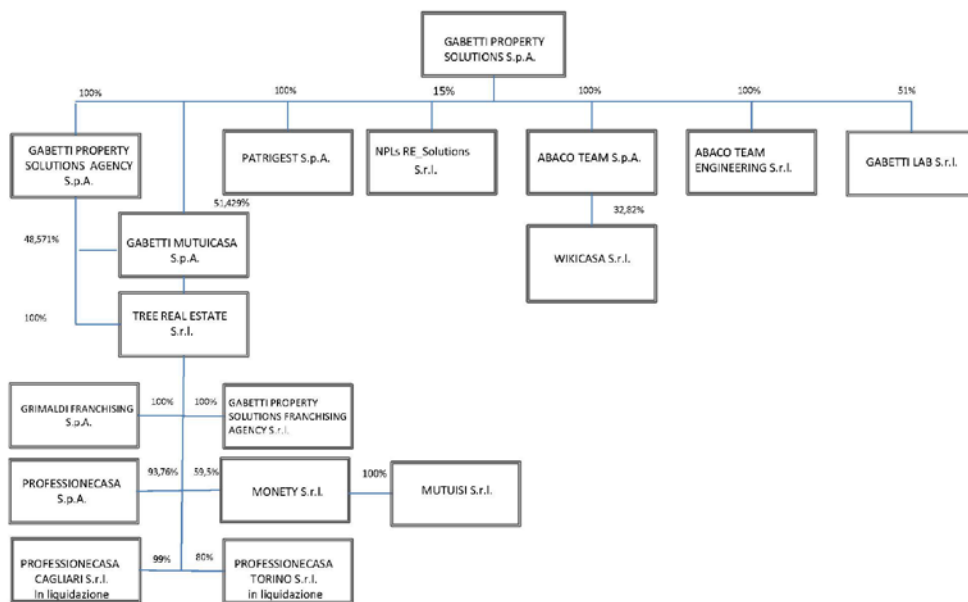 GABETTI PROPERTY
SOLUTIONS S.p.A.
100%
100%
15%
100%
100%
51%
GABETTI PROPERTY
SOLUTIONS AGENCY
S.p.A.
PATRIGEST S.p.A.
NPLs RE_Solutions
S.r.l.
ABACO TEAM S.p.A.
ABACO TEAM
ENGINEERING S.r.l.
GABETTI LAB S.r.l.
51,429%
32,82%
48,571%
GABETTI MUTUICASA
S.p.A.
WIKICASA S.r.l.
100%
TREE REAL ESTATE
S.r.l.
GRIMALDI FRANCHISING
S.p.A.
100%
100%
GABETTI PROPERTY
SOLUTIONS FRANCHISING
AGENCY S.r.l.
PROFESSIONECASA
S.p.A.
93,76%
59,5%
MONETY S.r.l.
100%
MUTUISI S.r.l.
PROFESSIONECASA
CAGLIARI S.r.l.
In liquidazione
99%
80%
PROFESSIONECASA
TORINO S.r.l.
in liquidazione